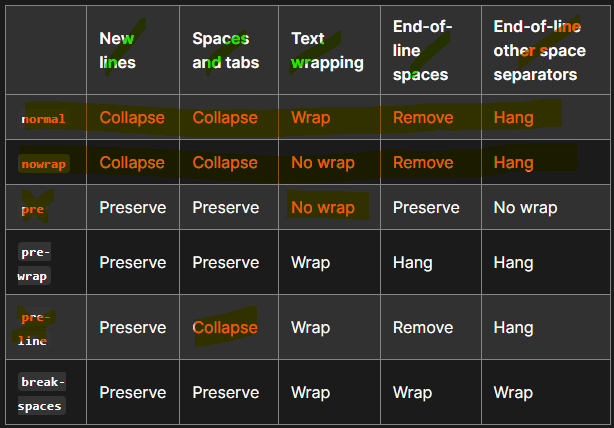 New lines
Spaces and tabs
Text wrapping
End-of-line spaces
End-of-line other space separators
normal Collapse Collapse Wrap Remove Hang
nowrap Collapse Collapse No wrap Remove Hang
pre Preserve Preserve No wrap Preserve No wrap
pre-wrap Preserve Preserve Wrap Hang Hang
pre-line Preserve Collapse Wrap Remove Hang
break-spaces Preserve Preserve Wrap Wrap Wrap